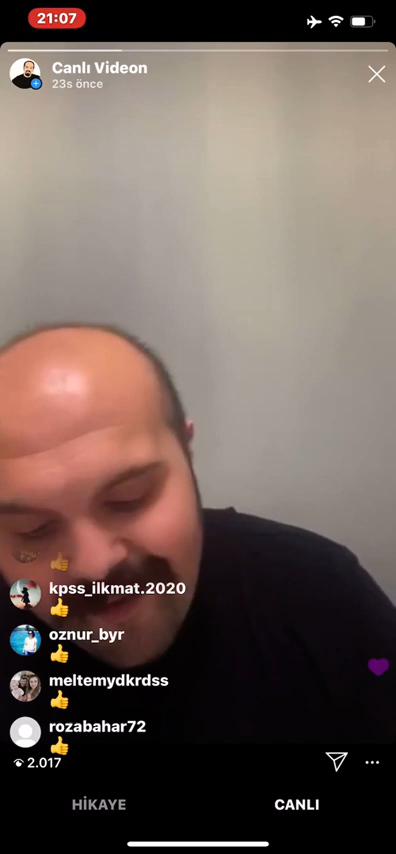 21:07
Canlı Videon
23s önce
👍
kpss_ilkmat.2020
👍
oznur_byr
👍
meltemydkrdss
👍
rozabahar72
👍
2.017
HİKAYE
CANLI